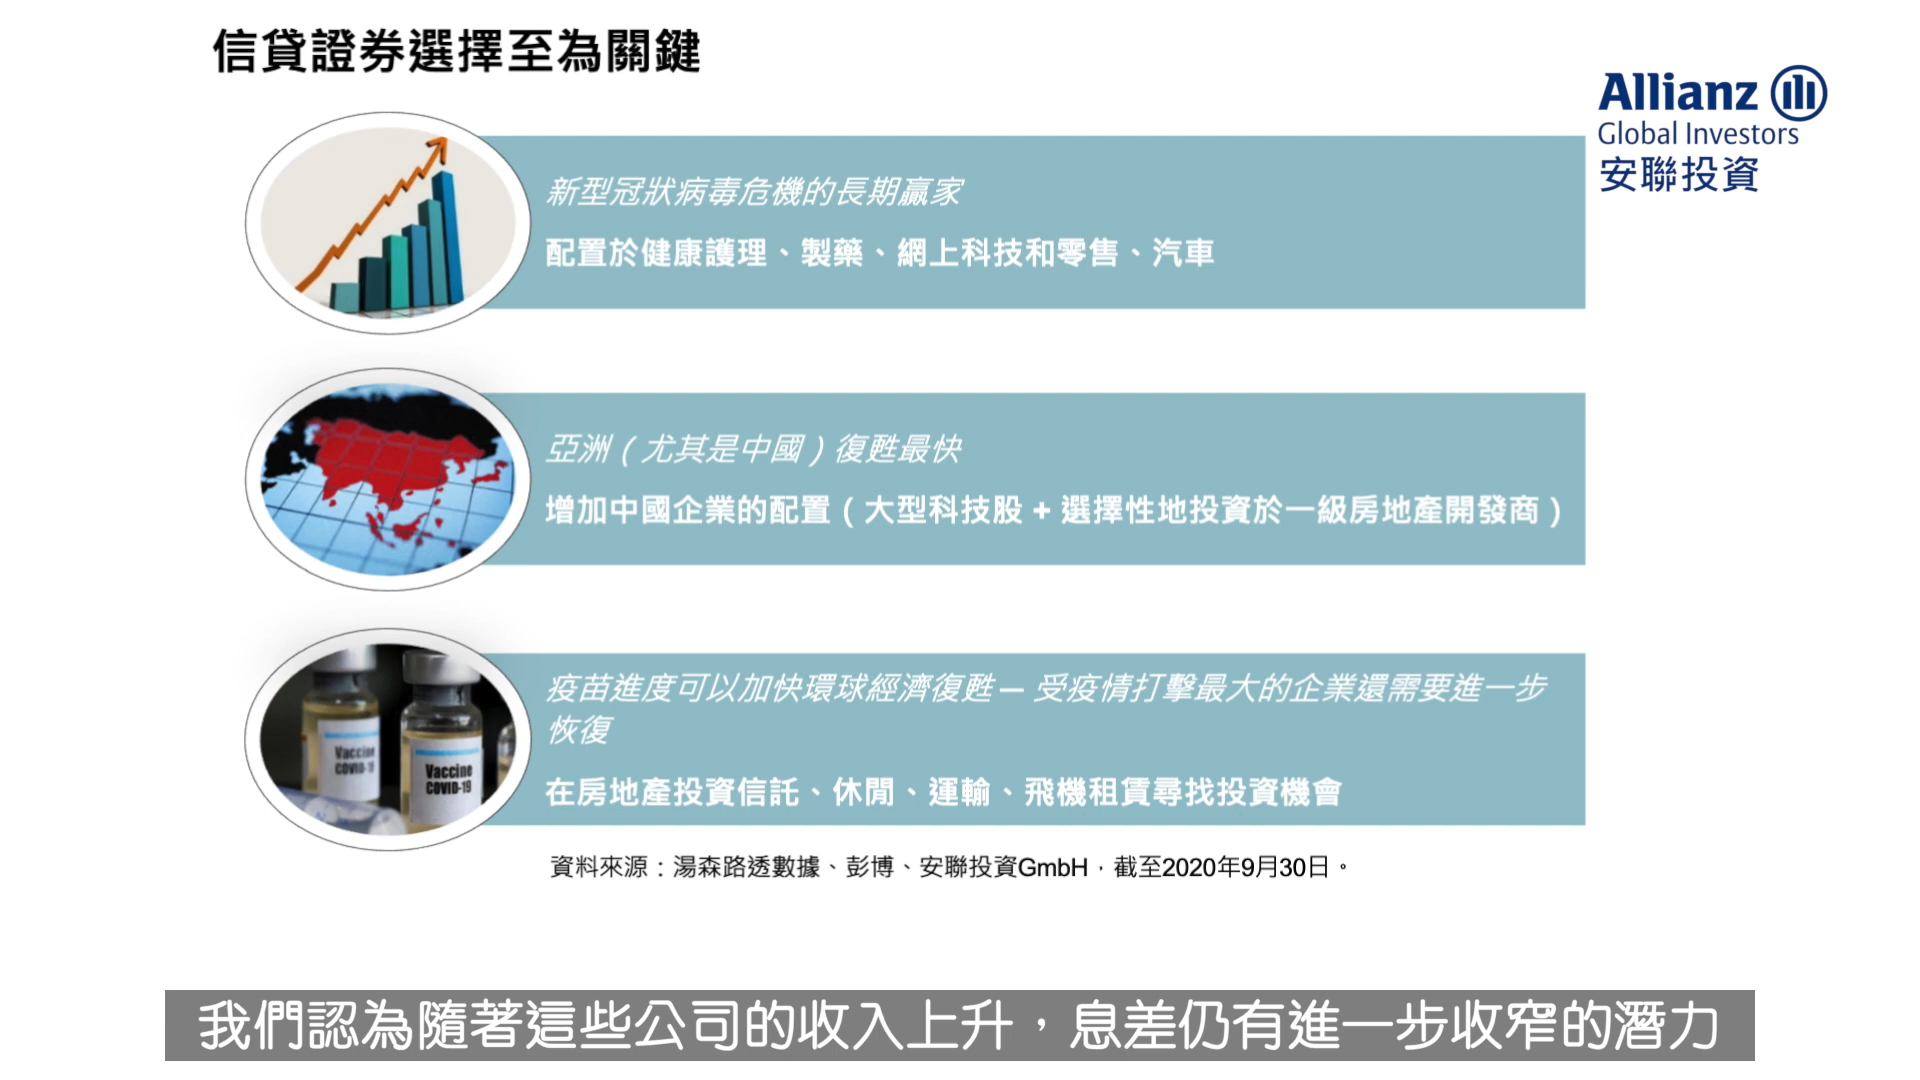 信貸證券選擇至為關鍵
Allianz
Global Investors
安聯投資
新型冠狀病毒危機的長期贏家
配置於健康護理、製藥、網上科技和零售、汽車
亞洲（尤其是中國）復甦最快
增加中國企業的配置（大型科技股 + 選擇性地投資於一級房地產開發商）
疫苗進度可以加快環球經濟復甦 — 受疫情打擊最大的企業還需要進一步
恢復
在房地產投資信託、休閒、運輸、飛機租賃尋找投資機會
Vaccine
COVID-19
Vaccine
COVID-19
資料來源：湯森路透數據、彭博、安聯投資GmbH，截至2020年9月30日。
我們認為隨著這些公司的收入上升，息差仍有進一步收窄的潛力